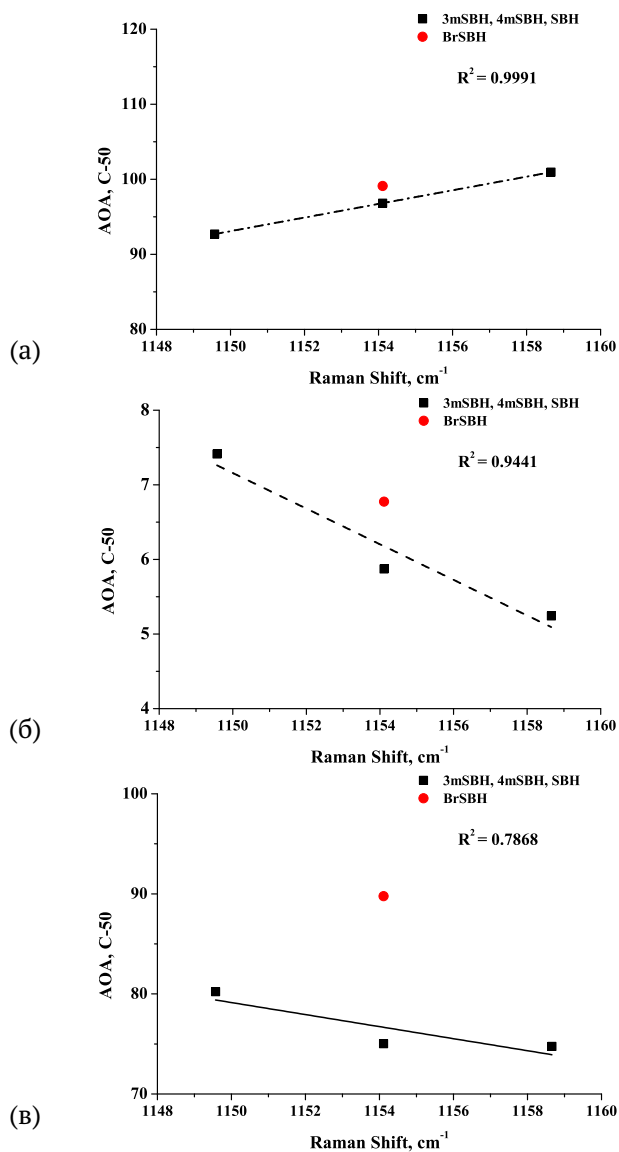 3mSBH, 4mSBH, SBH
BrSBH
R² = 0.9991
120
110
100
90
80
AOA, C-50
1148 1150 1152 1154 1156 1158 1160
Raman Shift, cm⁻¹
(а)
3mSBH, 4mSBH, SBH
BrSBH
R² = 0.9441
8
7
6
5
4
AOA, C-50
1148 1150 1152 1154 1156 1158 1160
Raman Shift, cm⁻¹
(б)
3mSBH, 4mSBH, SBH
BrSBH
R² = 0.7868
100
90
80
70
AOA, C-50
1148 1150 1152 1154 1156 1158 1160
Raman Shift, cm⁻¹
(в)